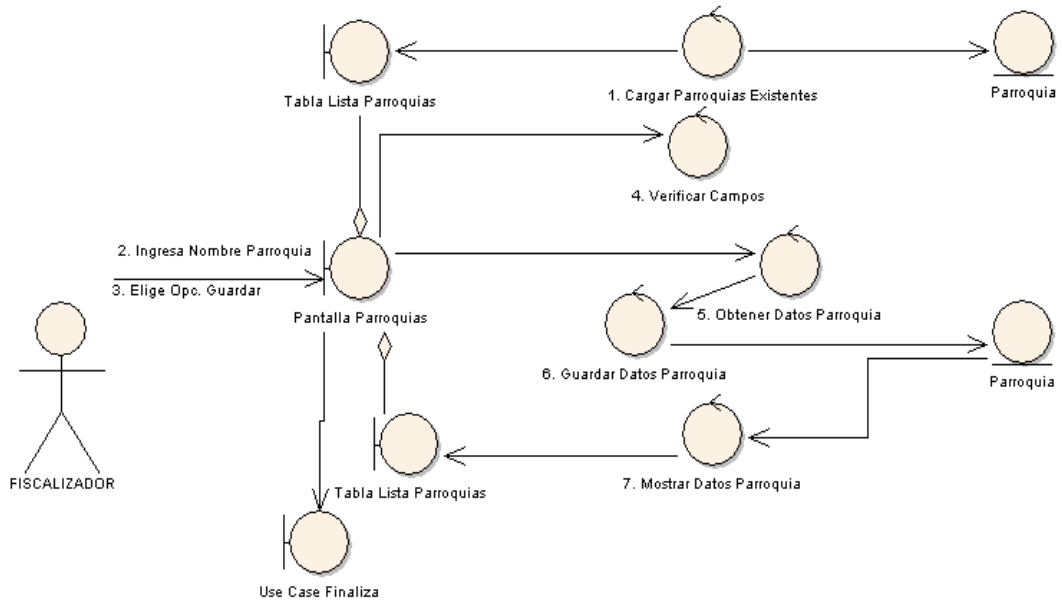 Tabla Lista Parroquias
1. Cargar Parroquias Existentes
Parroquia
4. Verificar Campos
2. Ingresa Nombre Parroquia
3. Elige Opc. Guardar
Pantalla Parroquias
5. Obtener Datos Parroquia
6. Guardar Datos Parroquia
Parroquia
FISCALIZADOR
Tabla Lista Parroquias
7. Mostrar Datos Parroquia
Use Case Finaliza